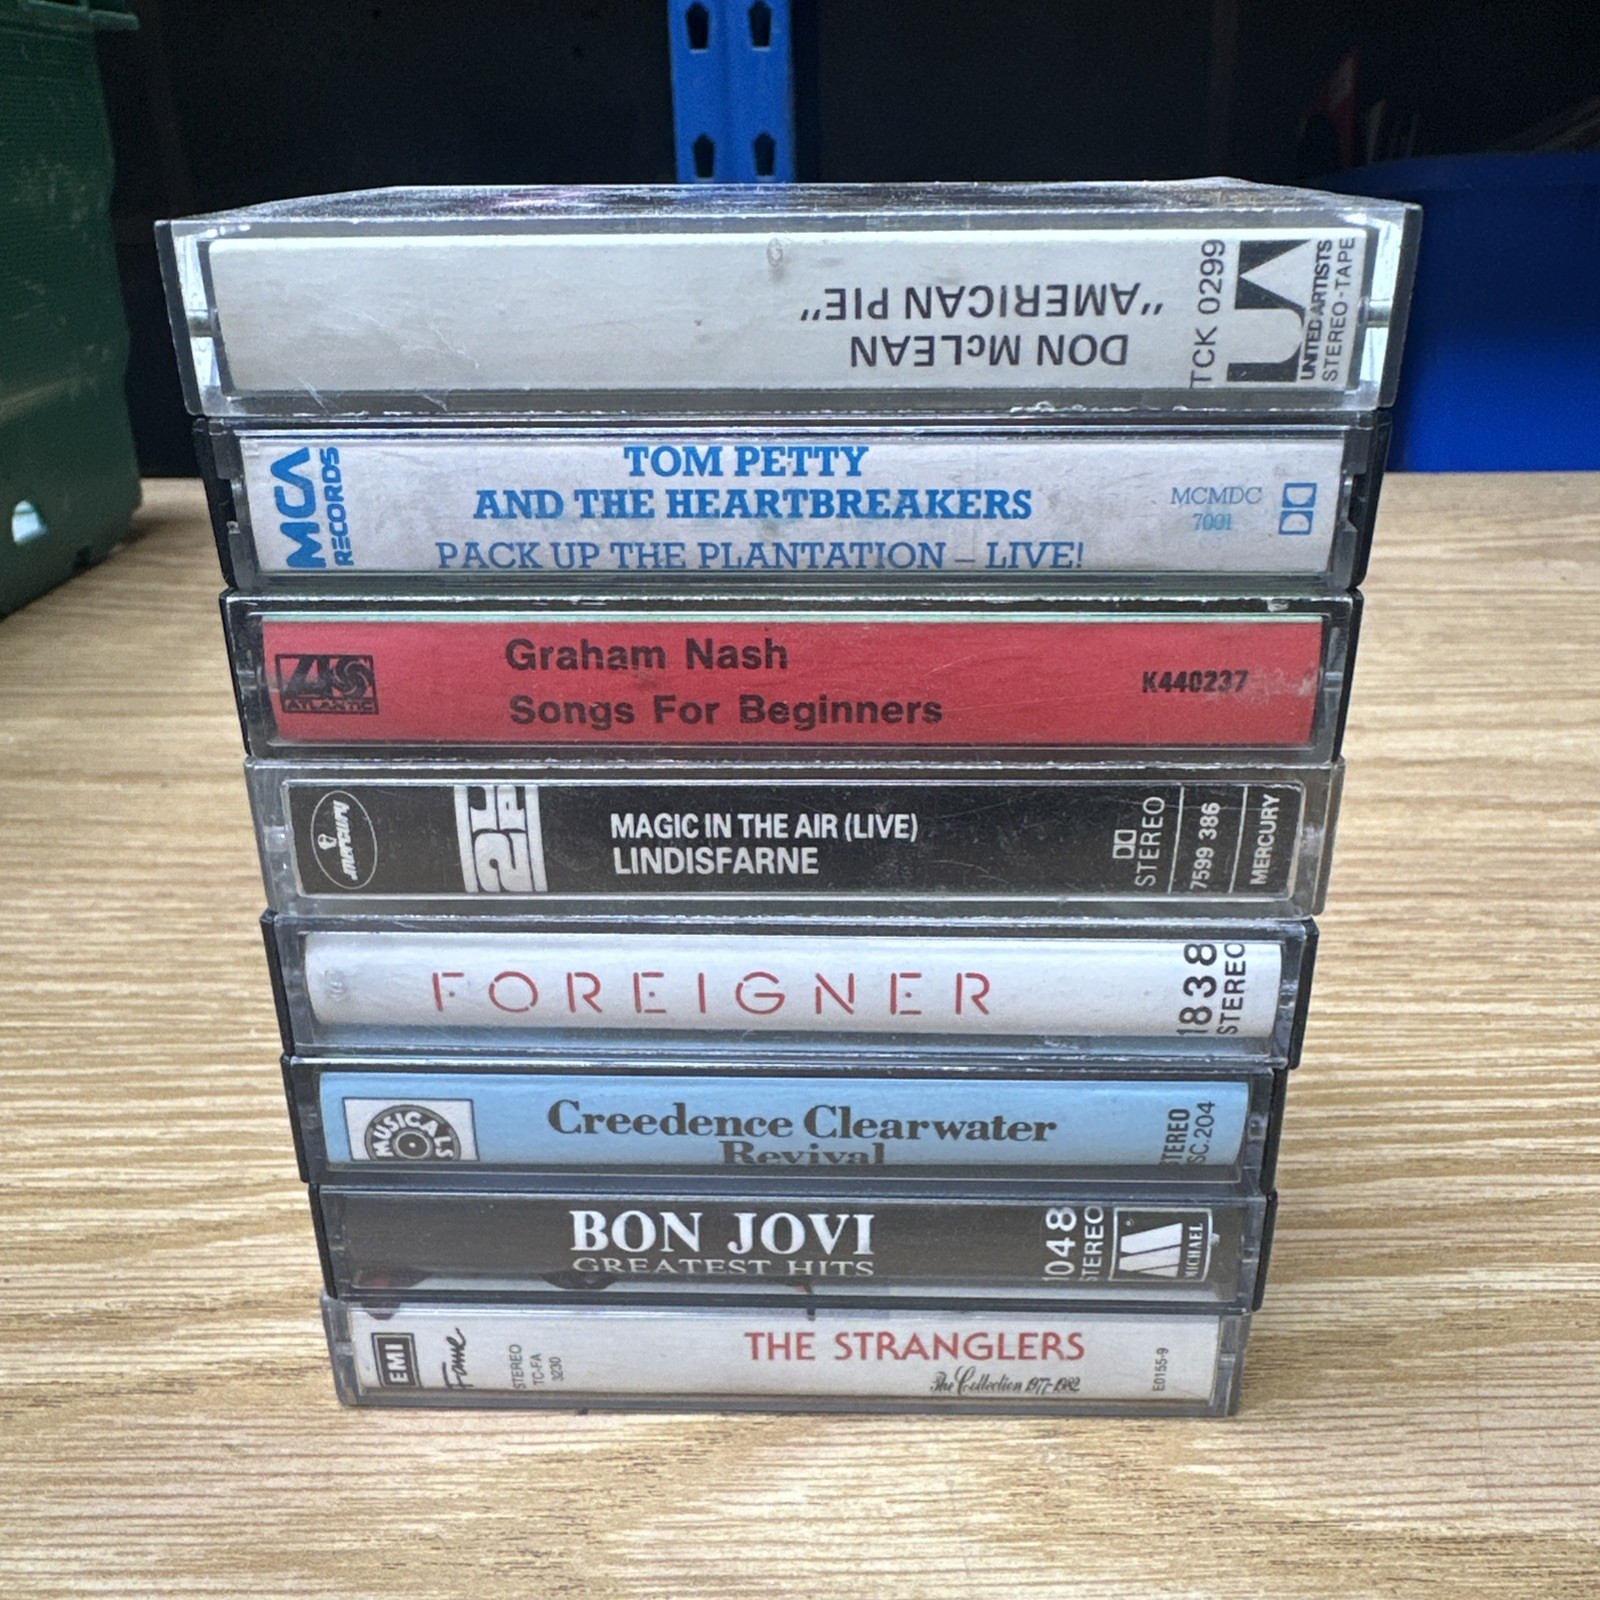 DON McLEAN
"AMERICAN PIE"
TCK 0299
UNITED ARTISTS
STEREO-TAPE
MCA
RECORDS
TOM PETTY
AND THE HEARTBREAKERS
PACK UP THE PLANTATION – LIVE!
MCMDC
7001
ATLANTIC
Graham Nash
Songs For Beginners
K440237
mercury
2LP
MAGIC IN THE AIR (LIVE)
LINDISFARNE
STEREO
7599 386
MERCURY
FOREIGNER
1838
STEREO
MUSICALS
Creedence Clearwater
Revival
STEREO
SC.204
BON JOVI
GREATEST HITS
1048
STEREO
MICHAEL
EMI
Fame
STEREO
TC-FA
3230
THE STRANGLERS
The Collection 1977-1982
E0155-9